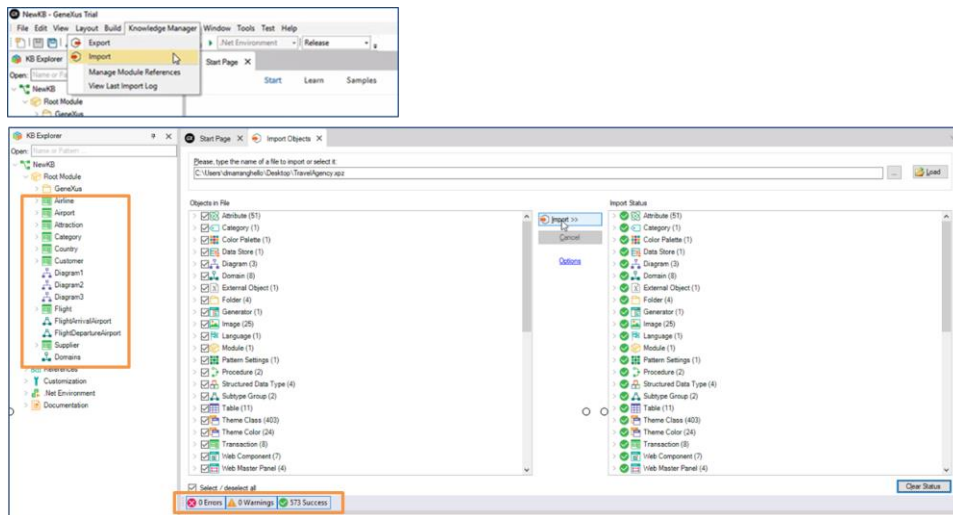 NewKB - GeneXus Trial
File Edit View Layout Build Knowledge Manager Window Tools Test Help
Export .Net Environment Release
Import
KB Explorer Start Page X
Manage Module References
Open: Start Learn Samples
View Last Import Log
NewKB
Root Module
GeneXus
KB Explorer Start Page X Import Objects X
Open: Name or Pattern
NewKB
Root Module
GeneXus
Airline
Airport
Attraction
Category
Country
Customer
Diagram1
Diagram2
Diagram3
Flight
FlightArrivalAirport
FlightDepartureAirport
Supplier
Domains
References
Customization
.Net Environment
Documentation
Please, type the name of a file to import or select it:
C:\Users\dmarranghello\Desktop\TravelAgency.xpz ... Load
Objects in File
Attribute (51)
Category (1)
Color Palette (1)
Data Store (1)
Diagram (3)
Domain (8)
External Object (1)
Folder (4)
Generator (1)
Image (25)
Language (1)
Module (1)
Pattern Settings (1)
Procedure (2)
Structured Data Type (4)
Subtype Group (2)
Table (11)
Theme Class (403)
Theme Color (24)
Transaction (8)
Web Component (7)
Web Master Panel (4)
Select / deselect all
Import >>
Cancel
Options
Import Status
Attribute (51)
Category (1)
Color Palette (1)
Data Store (1)
Diagram (3)
Domain (8)
External Object (1)
Folder (4)
Generator (1)
Image (25)
Language (1)
Module (1)
Pattern Settings (1)
Procedure (2)
Structured Data Type (4)
Subtype Group (2)
Table (11)
Theme Class (403)
Theme Color (24)
Transaction (8)
Web Component (7)
Web Master Panel (4)
Clear Status
0 Errors 0 Warnings 573 Success